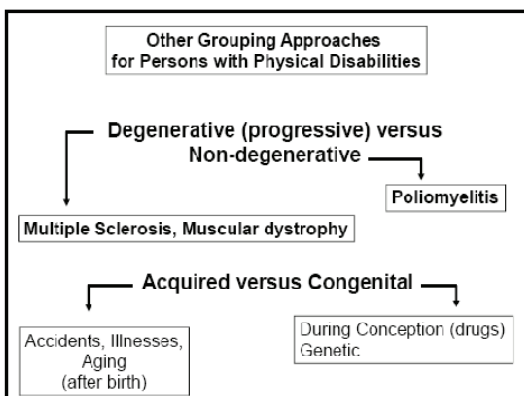 Other Grouping Approaches
for Persons with Physical Disabilities
Degenerative (progressive) versus
Non-degenerative
Poliomyelitis
Multiple Sclerosis, Muscular dystrophy
Acquired versus Congenital
Accidents, Illnesses,
Aging
(after birth)
During Conception (drugs)
Genetic